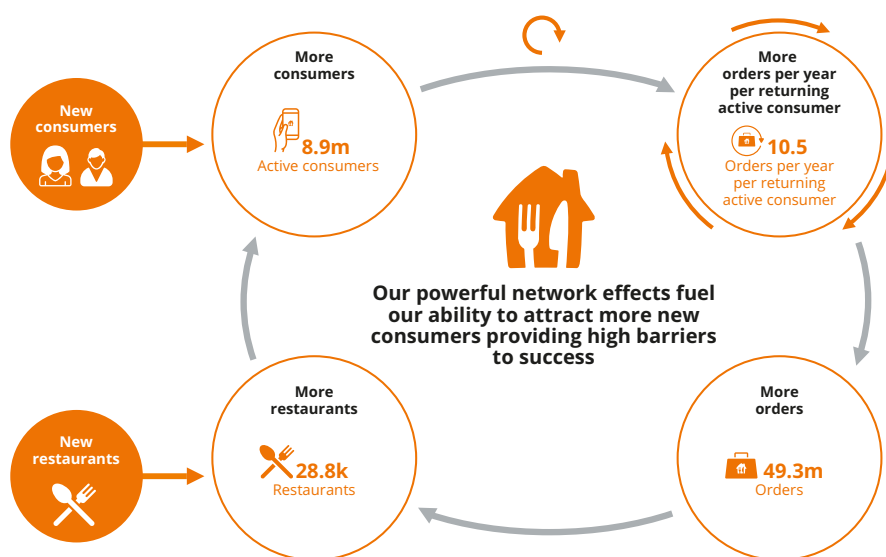 New
consumers
More
consumers
8.9m
Active consumers
More
orders per year
per returning
active consumer
10.5
Orders per year
per returning
active consumer
Our powerful network effects fuel
our ability to attract more new
consumers providing high barriers
to success
New
restaurants
More
restaurants
28.8k
Restaurants
More
orders
49.3m
Orders